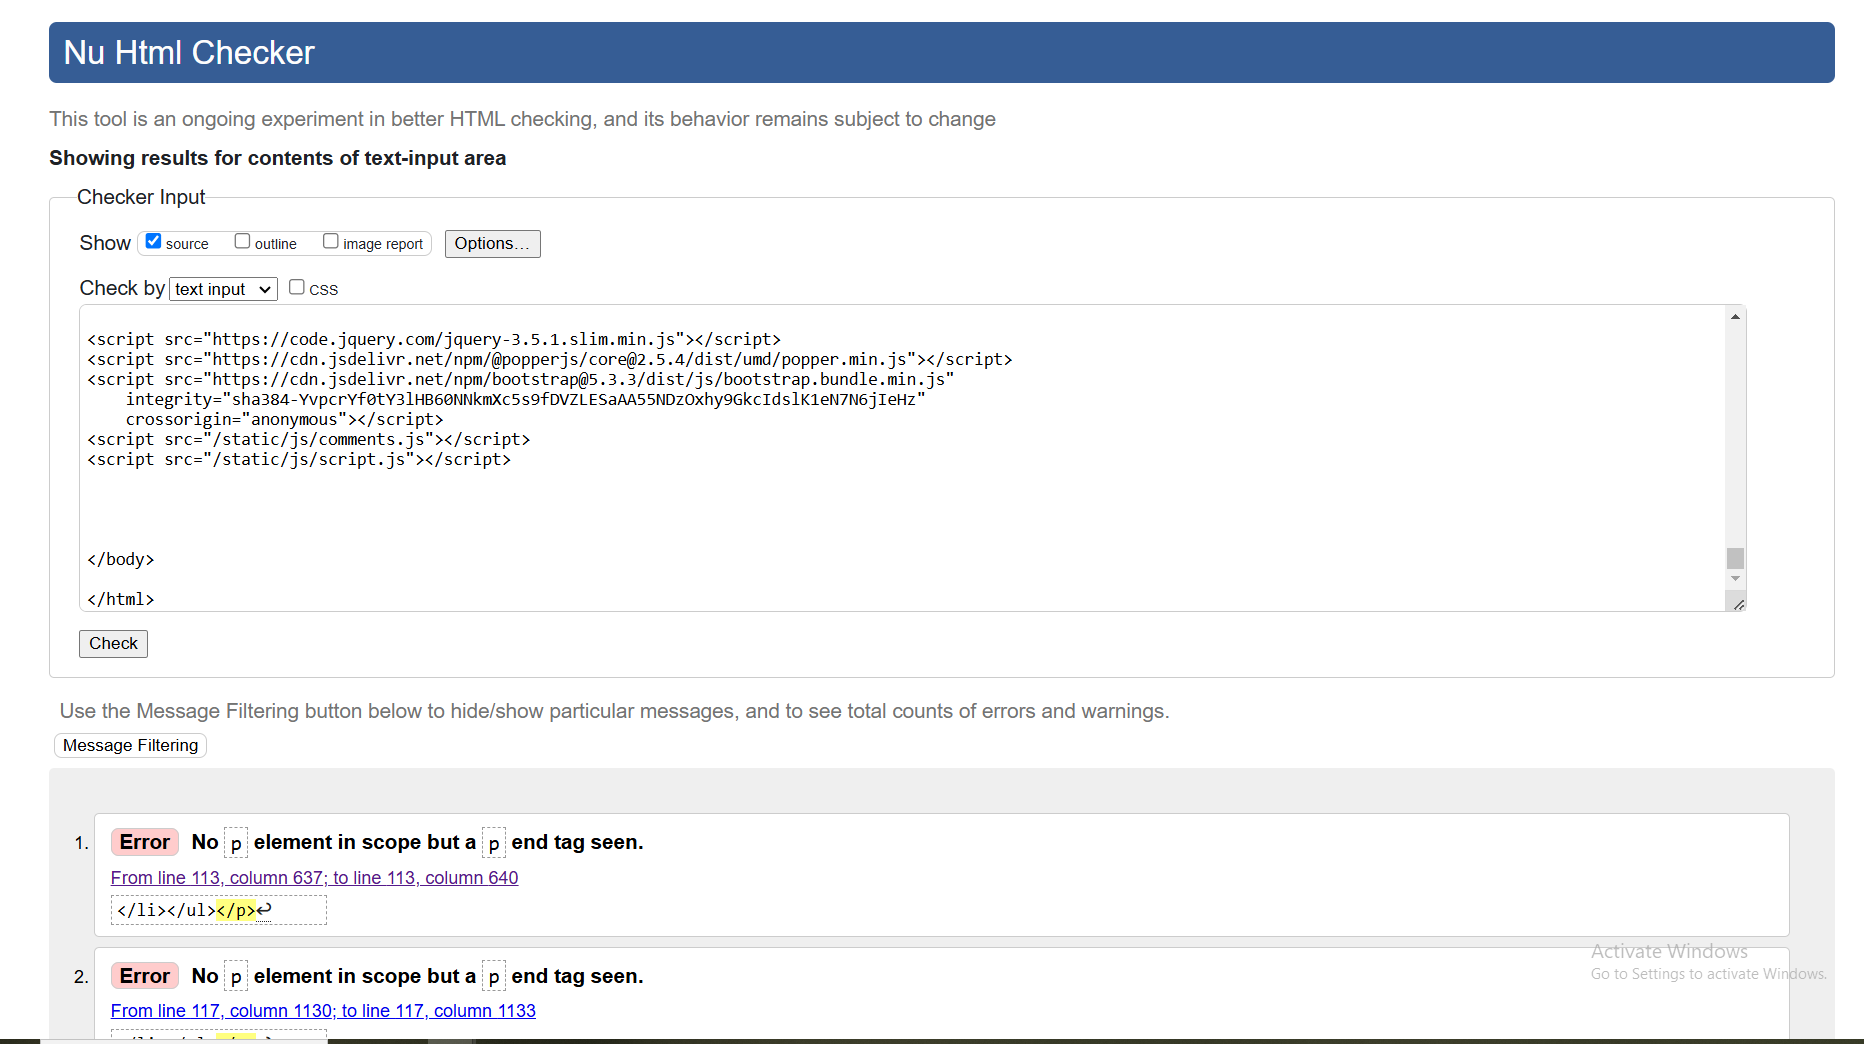 Nu Html Checker
This tool is an ongoing experiment in better HTML checking, and its behavior remains subject to change
Showing results for contents of text-input area
Checker Input
Show source outline image report Options...
Check by text input CSS
<script src="https://code.jquery.com/jquery-3.5.1.slim.min.js"></script>
<script src="https://cdn.jsdelivr.net/npm/@popperjs/core@2.5.4/dist/umd/popper.min.js"></script>
<script src="https://cdn.jsdelivr.net/npm/bootstrap@5.3.3/dist/js/bootstrap.bundle.min.js"
integrity="sha384-YvpcrYf0tY3lHB60NNkmXc5s9fDVZLESaAA55NDzOxhy9GkcIdslK1eN7N6jIeHz"
crossorigin="anonymous"></script>
<script src="/static/js/comments.js"></script>
<script src="/static/js/script.js"></script>
</body>
</html>
Check
Use the Message Filtering button below to hide/show particular messages, and to see total counts of errors and warnings.
Message Filtering
1. Error No p element in scope but a p end tag seen.
From line 113, column 637; to line 113, column 640
</li></ul></p>↩
2. Error No p element in scope but a p end tag seen.
From line 117, column 1130; to line 117, column 1133
Activate Windows
Go to Settings to activate Windows.